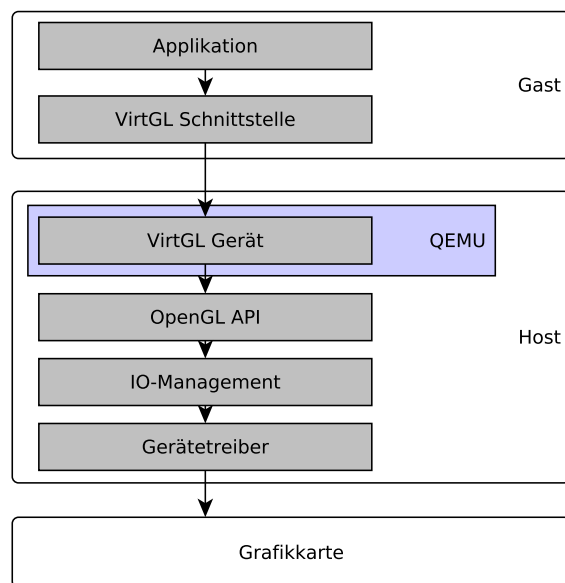 Applikation
Gast
VirtGL Schnittstelle
VirtGL Gerät
QEMU
OpenGL API
Host
IO-Management
Gerätetreiber
Grafikkarte